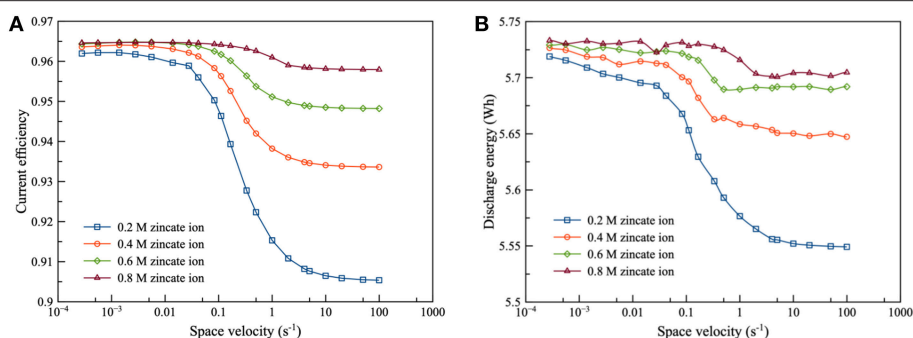 A
0.97
0.96
0.95
0.94
0.93
0.92
0.91
0.9
Current efficiency
0.2 M zincate ion
0.4 M zincate ion
0.6 M zincate ion
0.8 M zincate ion
10⁻⁴
10⁻³
0.01
0.1
1
10
100
1000
Space velocity (s⁻¹)
B
5.75
5.7
5.65
5.6
5.55
5.5
Discharge energy (Wh)
0.2 M zincate ion
0.4 M zincate ion
0.6 M zincate ion
0.8 M zincate ion
10⁻⁴
10⁻³
0.01
0.1
1
10
100
1000
Space velocity (s⁻¹)